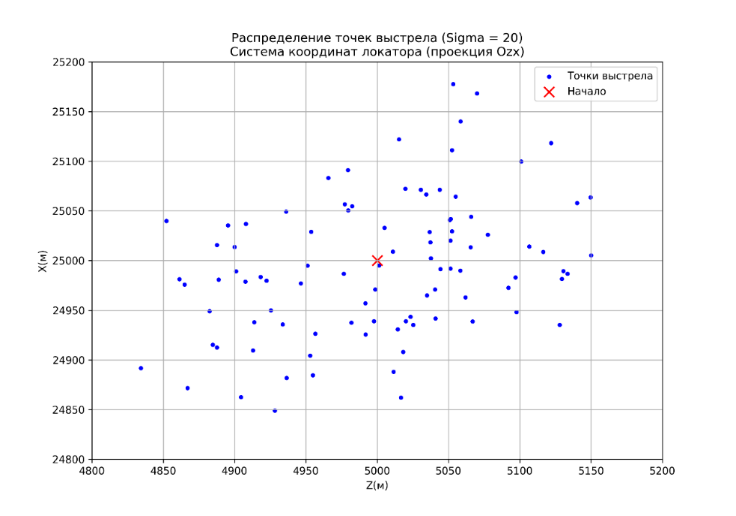 Распределение точек выстрела (Sigma = 20)
Система координат локатора (проекция Ozx)
25200
25150
25100
25050
25000
24950
24900
24850
24800
X(м)
Точки выстрела
Начало
4800 4850 4900 4950 5000 5050 5100 5150 5200
Z(м)